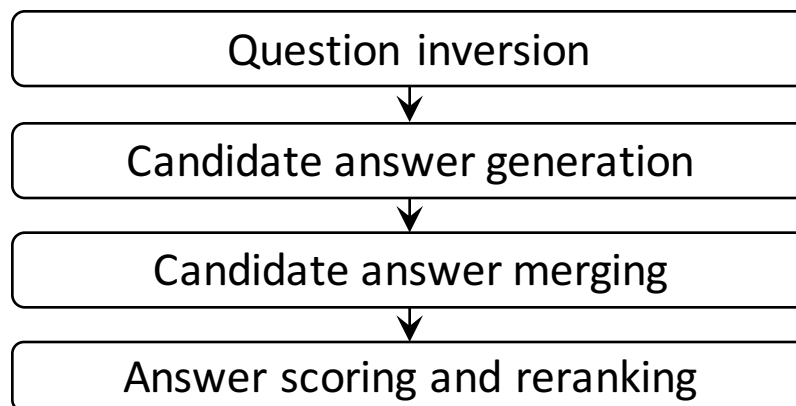 Question inversion
Candidate answer generation
Candidate answer merging
Answer scoring and reranking